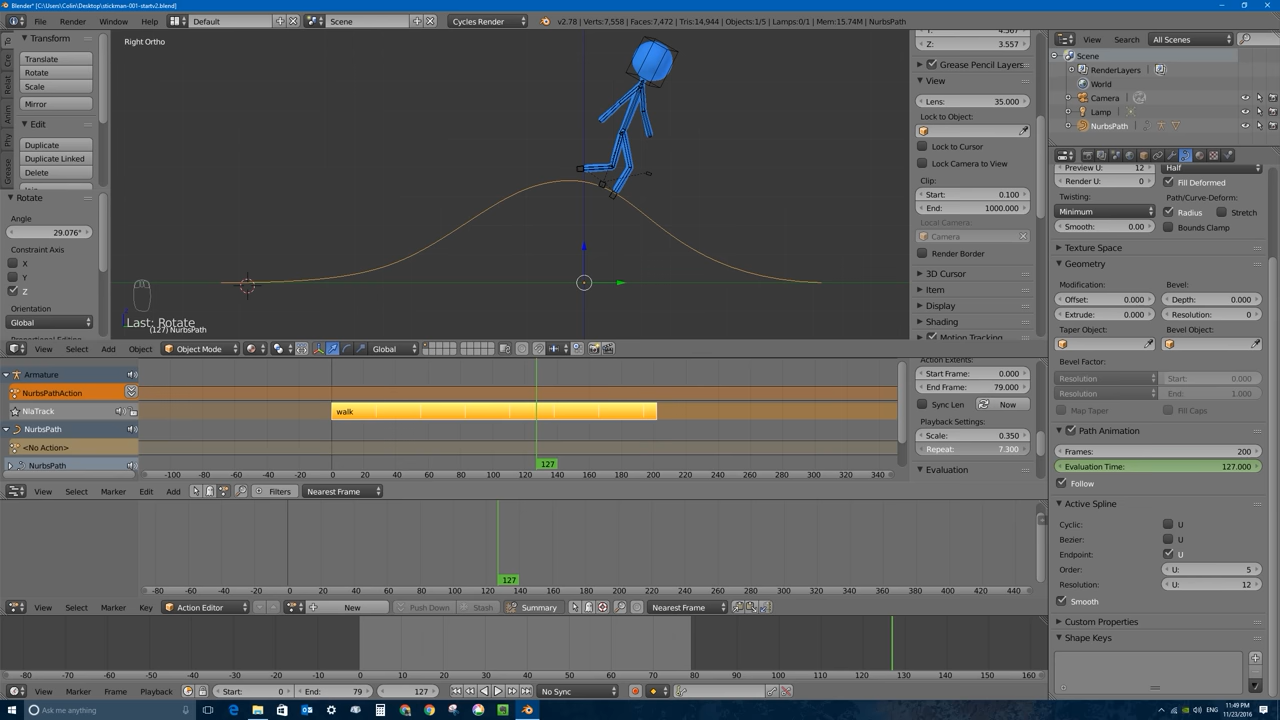 Blender* [C:\Users\Colin\Desktop\stickman-001-startv2.blend]
File Render Window Help Default Scene Cycles Render v2.78 | Verts:7,558 | Faces:7,472 | Tris:14,944 | Objects:1/5 | Lamps:0/1 | Mem:15.74M | NurbsPath
View Search All Scenes
Transform
Translate
Rotate
Scale
Mirror
Edit
Duplicate
Duplicate Linked
Delete
Rotate
Angle
29.076°
Constraint Axis
X
Y
Z
Orientation
Global
To
Cre
Relat
Anim
Phy
Grease
Right Ortho
Last: Rotate
(127) NurbsPath
View Select Add Object Object Mode Global
Z: 3.557
Grease Pencil Layers
View
Lens: 35.000
Lock to Object:
Lock to Cursor
Lock Camera to View
Clip:
Start: 0.100
End: 1000.000
Local Camera:
Camera
Render Border
3D Cursor
Item
Display
Shading
Motion Tracking
Scene
RenderLayers
World
Camera
Lamp
NurbsPath
Preview U: 12 Half
Render U: 0 Fill Deformed
Twisting: Path/Curve-Deform:
Minimum Radius Stretch
Smooth: 0.00 Bounds Clamp
Texture Space
Geometry
Modification: Bevel:
Offset: 0.000 Depth: 0.000
Extrude: 0.000 Resolution: 0
Taper Object: Bevel Object:
Bevel Factor:
Resolution Start: 0.000
Resolution End: 1.000
Map Taper Fill Caps
Path Animation
Frames: 200
Evaluation Time: 127.000
Follow
Active Spline
Cyclic: U
Bezier: U
Endpoint: U
Order: U: 5
Resolution: U: 12
Smooth
Custom Properties
Shape Keys
Armature
NurbsPathAction
NlaTrack walk
NurbsPath
<No Action>
NurbsPath
127
-100 -80 -60 -40 -20 0 20 40 60 80 100 120 140 160 180 200 220 240 260 280 300 320 340
Action Extents:
Start Frame: 0.000
End Frame: 79.000
Sync Len Now
Playback Settings:
Scale: 0.350
Repeat: 7.300
Evaluation
View Select Marker Edit Add Filters Nearest Frame
127
-80 -60 -40 -20 0 20 40 60 80 100 120 140 160 180 200 220 240 260 280 300 320 340 360 380 400 420 440
View Select Marker Key Action Editor New Push Down Stash Summary Nearest Frame
-80 -70 -60 -50 -40 -30 -20 -10 0 10 20 30 40 50 60 70 80 90 100 110 120 130 140 150 160
View Marker Frame Playback Start: 0 End: 79 127 No Sync
Ask me anything
ENG
11:49 PM
11/23/2016